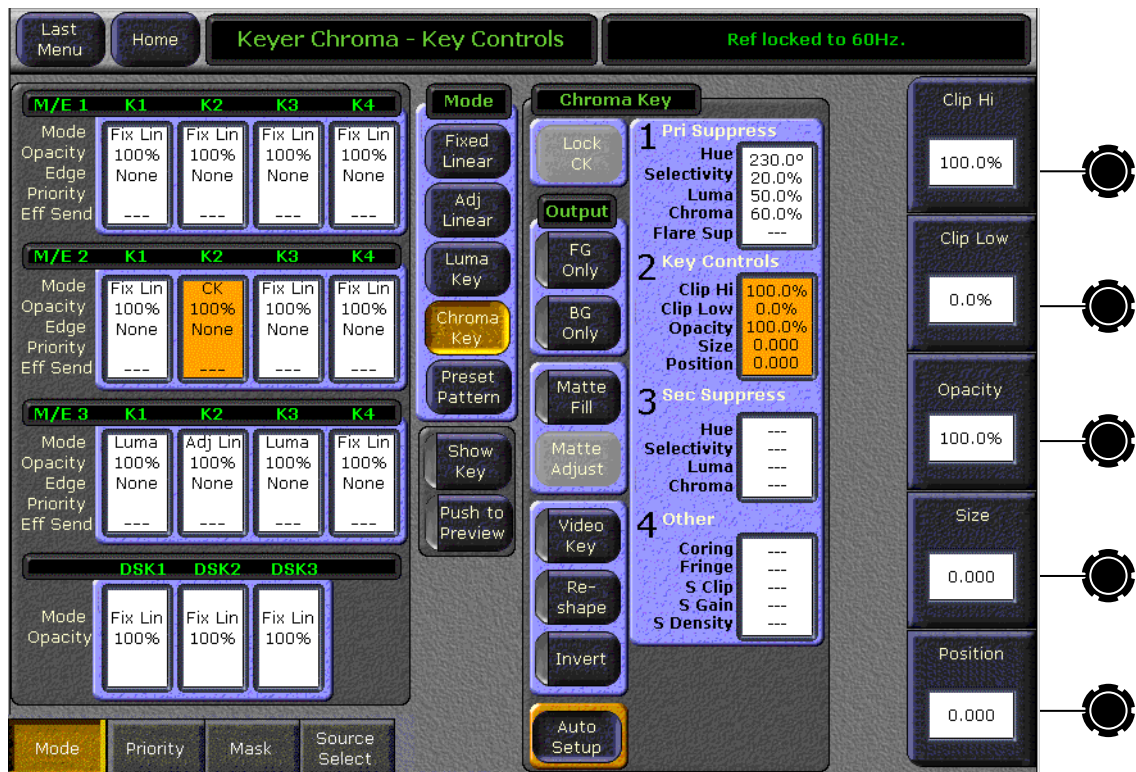 Last
Menu
Home
Keyer Chroma - Key Controls
Ref locked to 60Hz.
M/E 1 K1 K2 K3 K4
Mode Fix Lin Fix Lin Fix Lin Fix Lin
Opacity 100% 100% 100% 100%
Edge None None None None
Priority
Eff Send --- --- --- ---
M/E 2 K1 K2 K3 K4
Mode Fix Lin CK Fix Lin Fix Lin
Opacity 100% 100% 100% 100%
Edge None None None None
Priority
Eff Send --- --- --- ---
M/E 3 K1 K2 K3 K4
Mode Luma Adj Lin Luma Fix Lin
Opacity 100% 100% 100% 100%
Edge None None None None
Priority
Eff Send --- --- --- ---
DSK1 DSK2 DSK3
Mode Fix Lin Fix Lin Fix Lin
Opacity 100% 100% 100%
Mode
Priority
Mask
Source
Select
Mode
Fixed
Linear
Adj
Linear
Luma
Key
Chroma
Key
Preset
Pattern
Show
Key
Push to
Preview
Chroma Key
Lock
CK
Output
FG
Only
BG
Only
Matte
Fill
Matte
Adjust
Video
Key
Re-
shape
Invert
Auto
Setup
1 Pri Suppress
Hue 230.0°
Selectivity 20.0%
Luma 50.0%
Chroma 60.0%
Flare Sup ---
2 Key Controls
Clip Hi 100.0%
Clip Low 0.0%
Opacity 100.0%
Size 0.000
Position 0.000
3 Sec Suppress
Hue ---
Selectivity ---
Luma ---
Chroma ---
4 Other
Coring ---
Fringe ---
S Clip ---
S Gain ---
S Density ---
Clip Hi
100.0%
Clip Low
0.0%
Opacity
100.0%
Size
0.000
Position
0.000